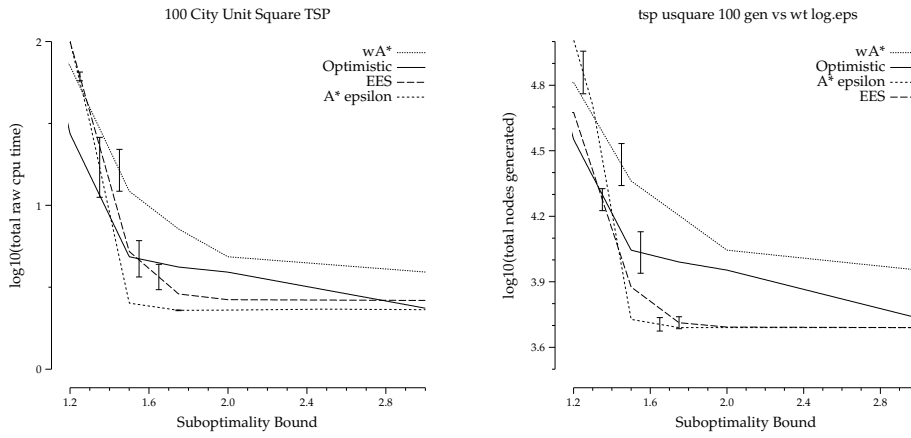 100 City Unit Square TSP
log10(total raw cpu time)
2
1
0
wA*
Optimistic
EES
A* epsilon
1.2 1.6 2.0 2.4 2.8
Suboptimality Bound
tsp usquare 100 gen vs wt log.eps
log10(total nodes generated)
4.8
4.5
4.2
3.9
3.6
wA*
Optimistic
A* epsilon
EES
1.2 1.6 2.0 2.4 2.8
Suboptimality Bound